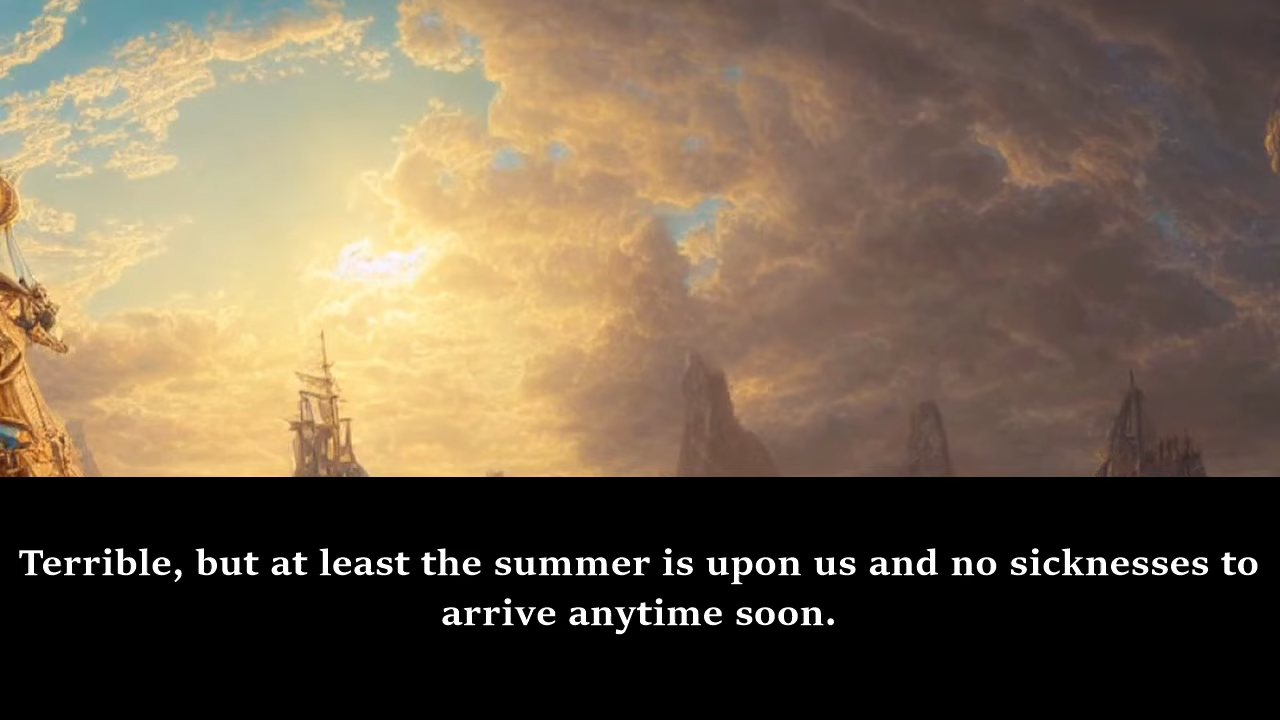 Terrible, but at least the summer is upon us and no sicknesses to
arrive anytime soon.